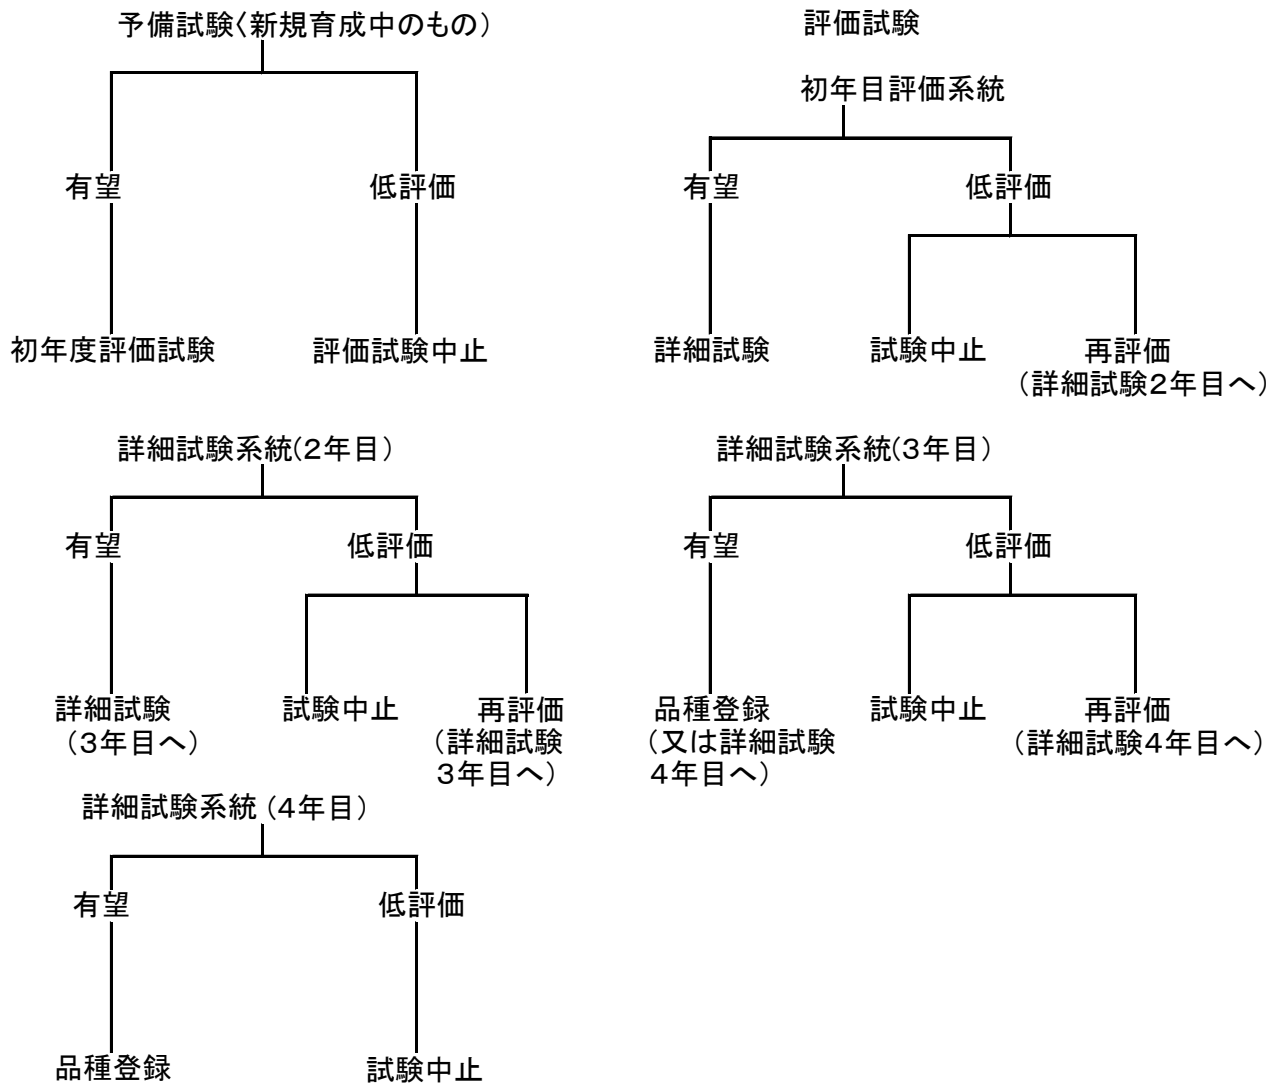 予備試験〈新規育成中のもの）
有望
低評価
初年度評価試験
評価試験中止
評価試験
初年目評価系統
有望
低評価
詳細試験
試験中止
再評価
（詳細試験２年目へ）
詳細試験系統(２年目）
有望
低評価
詳細試験
（３年目へ）
試験中止
再評価
（詳細試験
３年目へ）
詳細試験系統(３年目）
有望
低評価
品種登録
（又は詳細試験
４年目へ）
試験中止
再評価
（詳細試験４年目へ）
詳細試験系統（４年目）
有望
低評価
品種登録
試験中止